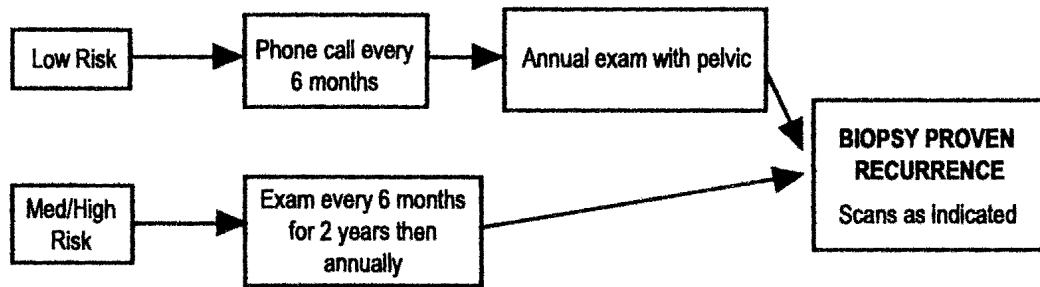 Low Risk
Phone call every
6 months
Annual exam with pelvic
BIOPSY PROVEN
RECURRENCE
Scans as indicated
Med/High
Risk
Exam every 6 months
for 2 years then
annually